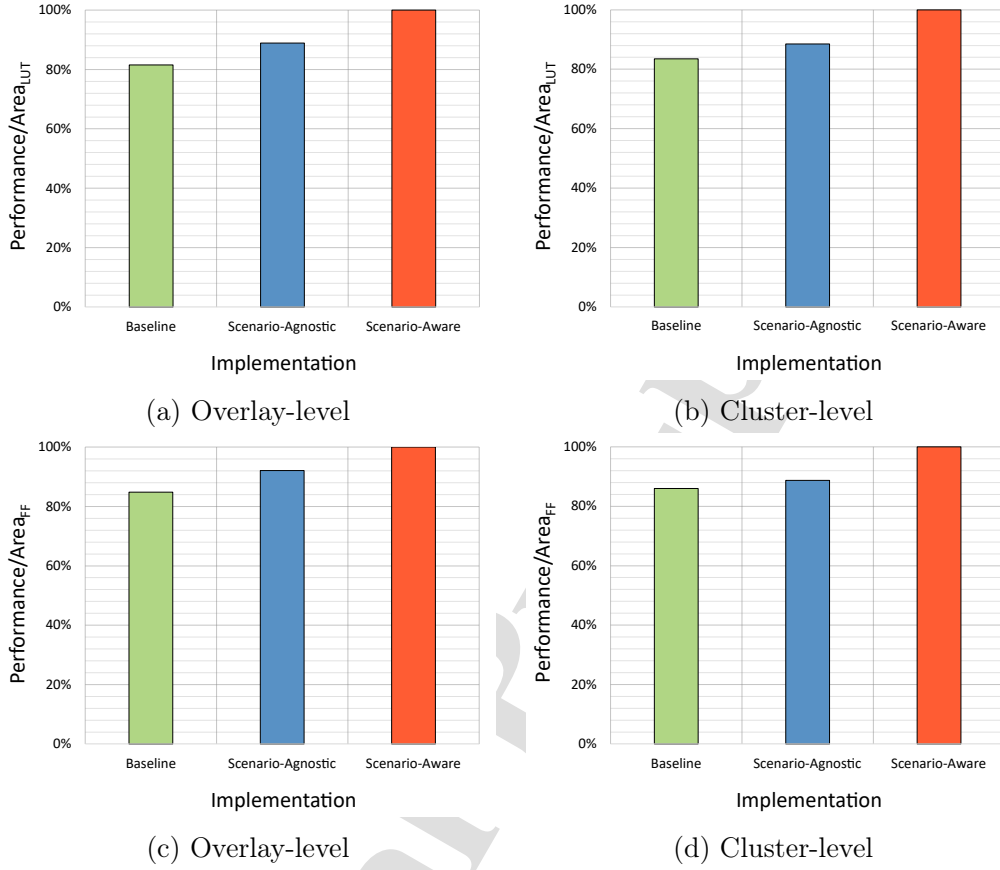 100%
80%
60%
40%
20%
0%
Performance/Area_LUT
Baseline
Scenario-Agnostic
Scenario-Aware
Implementation
(a) Overlay-level
100%
80%
60%
40%
20%
0%
Performance/Area_LUT
Baseline
Scenario-Agnostic
Scenario-Aware
Implementation
(b) Cluster-level
100%
80%
60%
40%
20%
0%
Performance/Area_FF
Baseline
Scenario-Agnostic
Scenario-Aware
Implementation
(c) Overlay-level
100%
80%
60%
40%
20%
0%
Performance/Area_FF
Baseline
Scenario-Agnostic
Scenario-Aware
Implementation
(d) Cluster-level